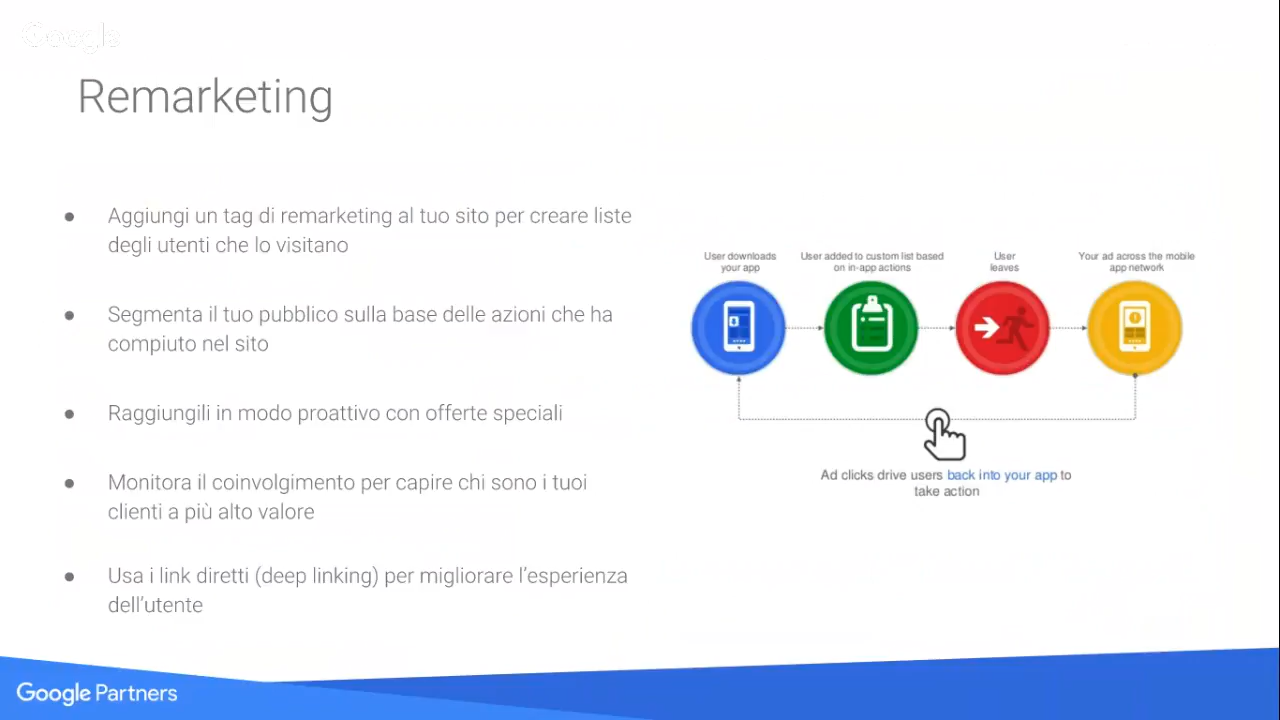 Google
Remarketing
● Aggiungi un tag di remarketing al tuo sito per creare liste
degli utenti che lo visitano
● Segmenta il tuo pubblico sulla base delle azioni che ha
compiuto nel sito
● Raggiungili in modo proattivo con offerte speciali
● Monitora il coinvolgimento per capire chi sono i tuoi
clienti a più alto valore
● Usa i link diretti (deep linking) per migliorare l'esperienza
dell'utente
User downloads
your app
User added to custom list based
on in-app actions
User
leaves
Your ad across the mobile
app network
Ad clicks drive users back into your app to
take action
Google Partners